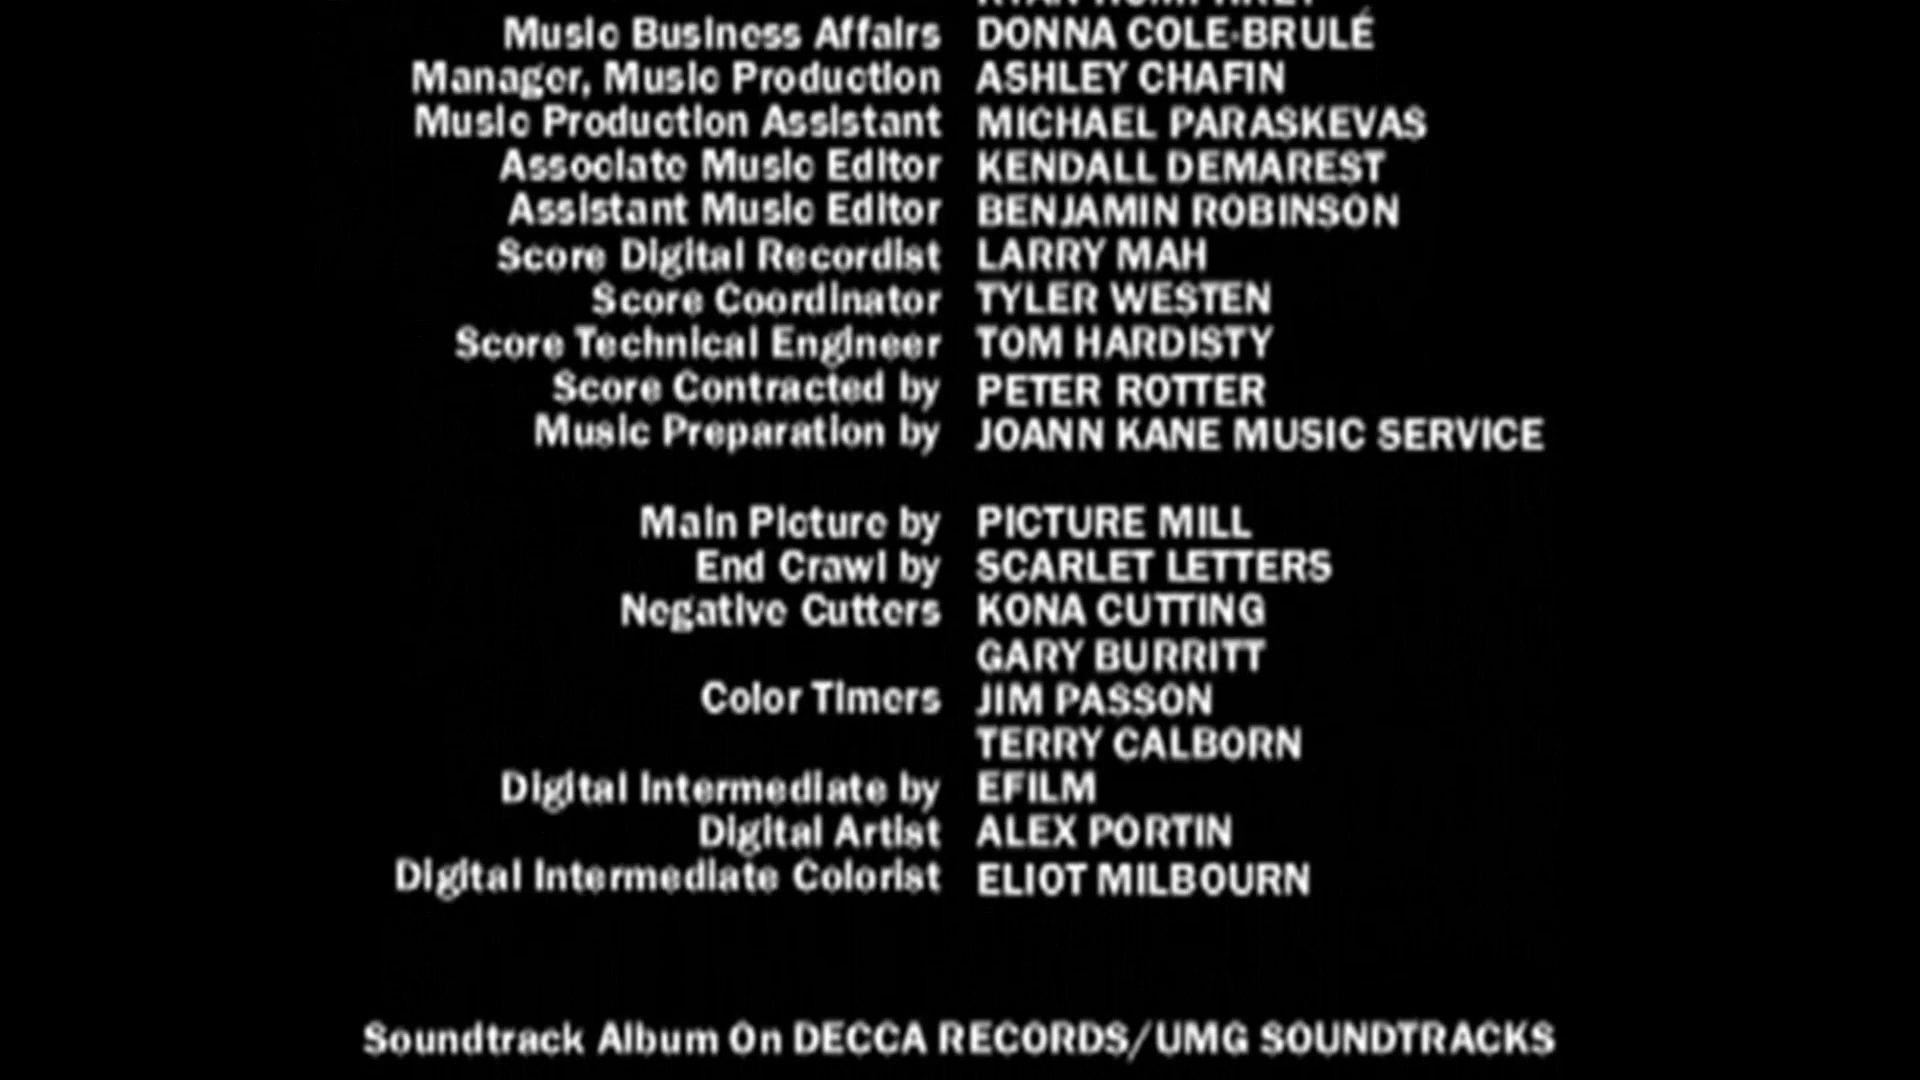 RYAN HUMPHREY
Music Business Affairs DONNA COLE-BRULÉ
Manager, Music Production ASHLEY CHAFIN
Music Production Assistant MICHAEL PARASKEVAS
Associate Music Editor KENDALL DEMAREST
Assistant Music Editor BENJAMIN ROBINSON
Score Digital Recordist LARRY MAH
Score Coordinator TYLER WESTEN
Score Technical Engineer TOM HARDISTY
Score Contracted by PETER ROTTER
Music Preparation by JOANN KANE MUSIC SERVICE
Main Picture by PICTURE MILL
End Crawl by SCARLET LETTERS
Negative Cutters KONA CUTTING
GARY BURRITT
Color Timers JIM PASSON
TERRY CALBORN
Digital Intermediate by EFILM
Digital Artist ALEX PORTIN
Digital Intermediate Colorist ELIOT MILBOURN
Soundtrack Album On DECCA RECORDS/UMG SOUNDTRACKS